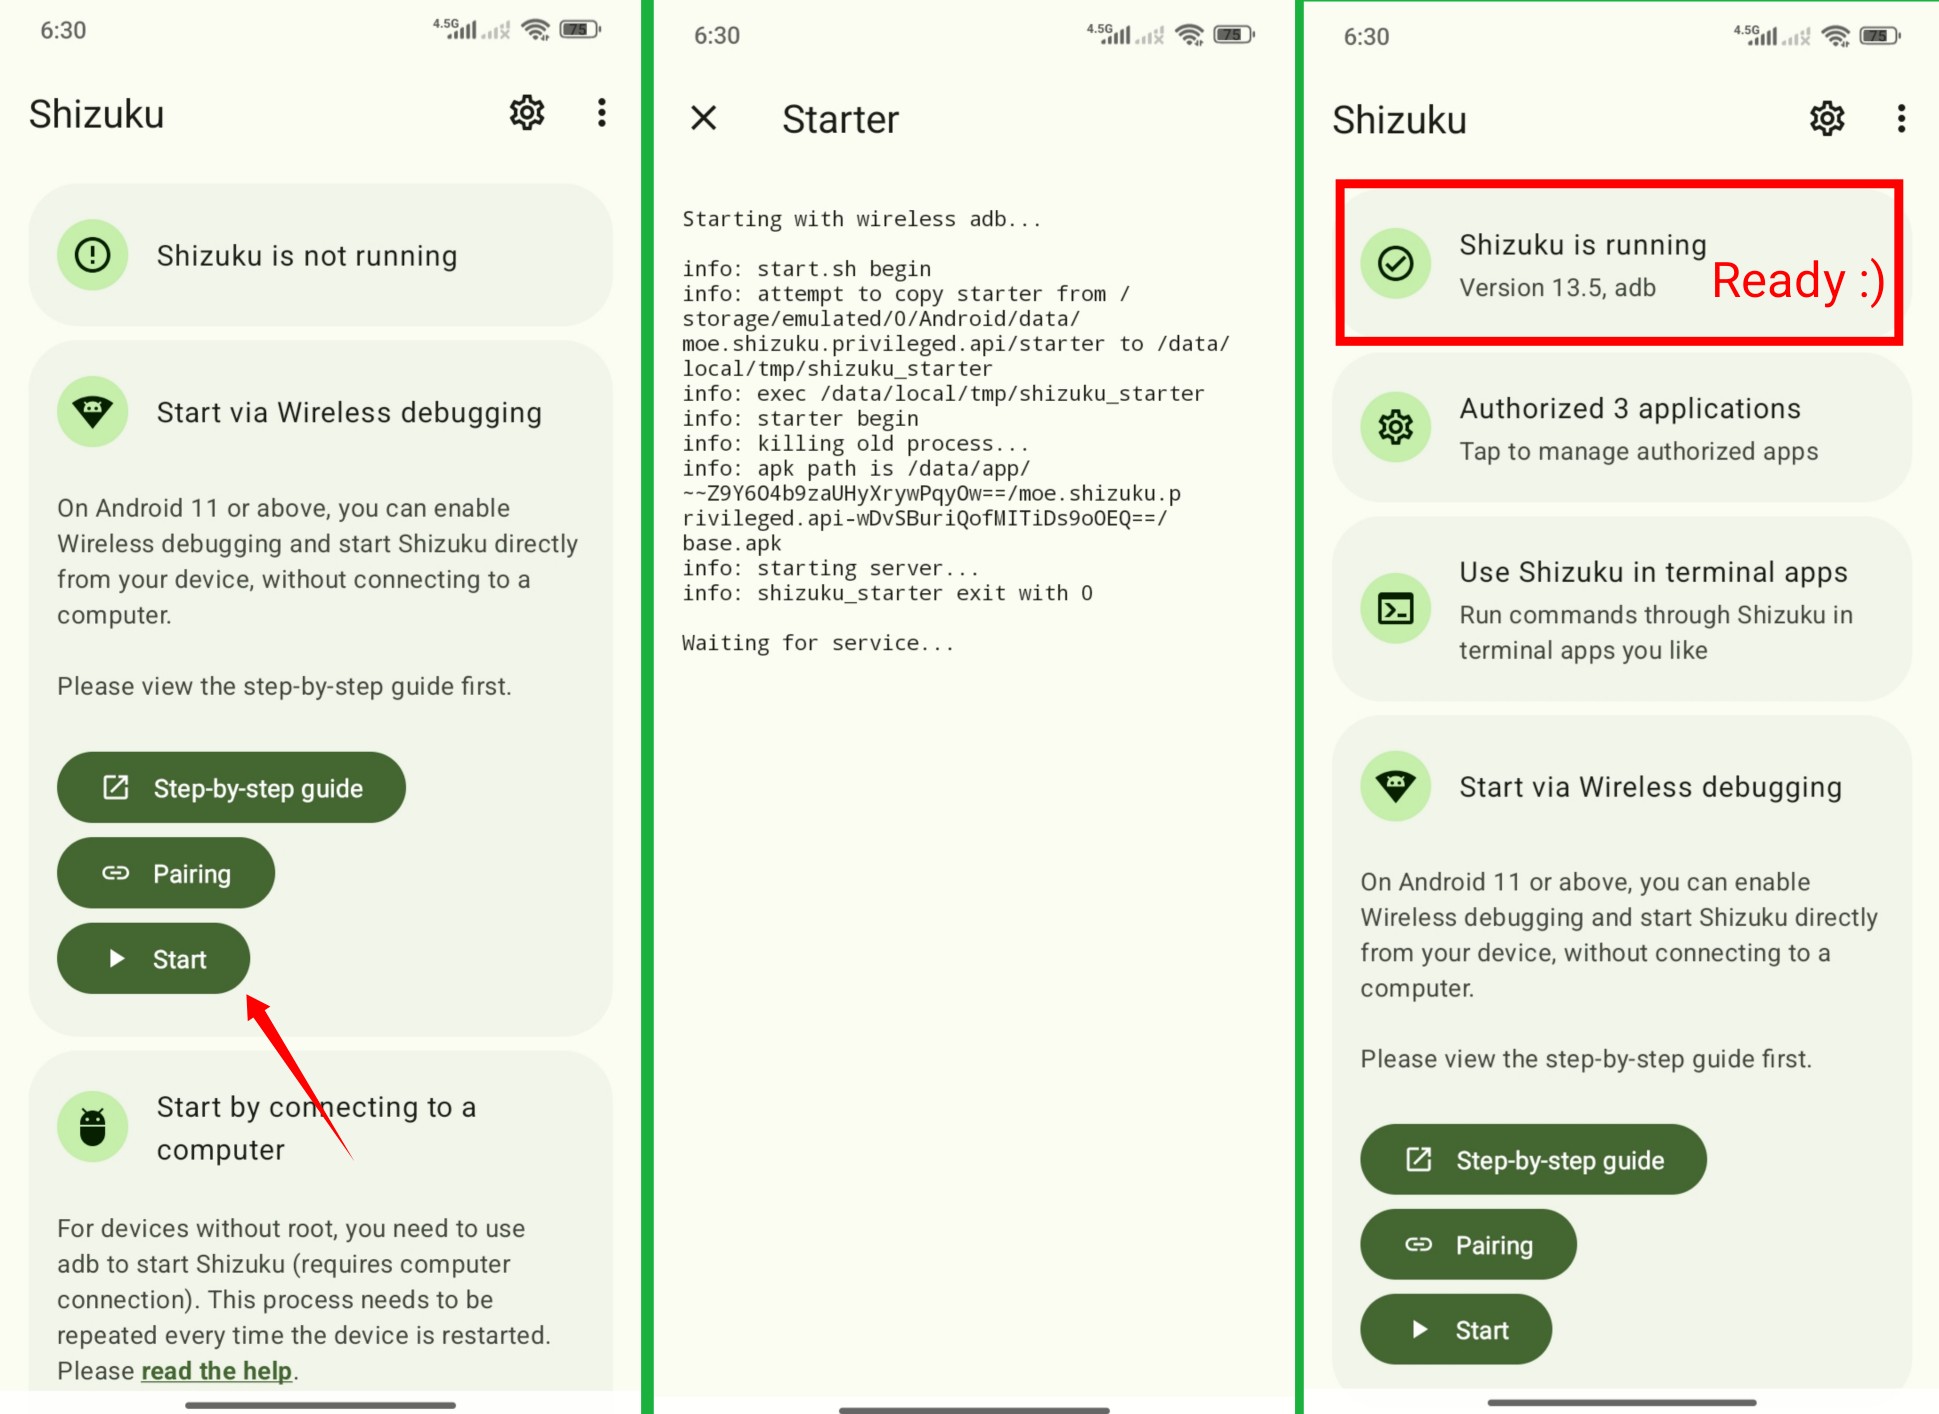 6:30
4.5G
75
Shizuku
Shizuku is not running
Start via Wireless debugging
On Android 11 or above, you can enable
Wireless debugging and start Shizuku directly
from your device, without connecting to a
computer.
Please view the step-by-step guide first.
Step-by-step guide
Pairing
Start
Start by connecting to a
computer
For devices without root, you need to use
adb to start Shizuku (requires computer
connection). This process needs to be
repeated every time the device is restarted.
Please read the help.
6:30
4.5G
75
Starter
Starting with wireless adb...
info: start.sh begin
info: attempt to copy starter from /
storage/emulated/0/Android/data/
moe.shizuku.privileged.api/starter to /data/
local/tmp/shizuku_starter
info: exec /data/local/tmp/shizuku_starter
info: starter begin
info: killing old process...
info: apk path is /data/app/
~~Z9Y6O4b9zaUHyXrywPqyOw==/moe.shizuku.p
rivileged.api-wDvSBuriQofMITiDs9oOEQ==/
base.apk
info: starting server...
info: shizuku_starter exit with 0
Waiting for service...
6:30
4.5G
75
Shizuku
Shizuku is running
Version 13.5, adb
Ready :)
Authorized 3 applications
Tap to manage authorized apps
Use Shizuku in terminal apps
Run commands through Shizuku in
terminal apps you like
Start via Wireless debugging
On Android 11 or above, you can enable
Wireless debugging and start Shizuku directly
from your device, without connecting to a
computer.
Please view the step-by-step guide first.
Step-by-step guide
Pairing
Start